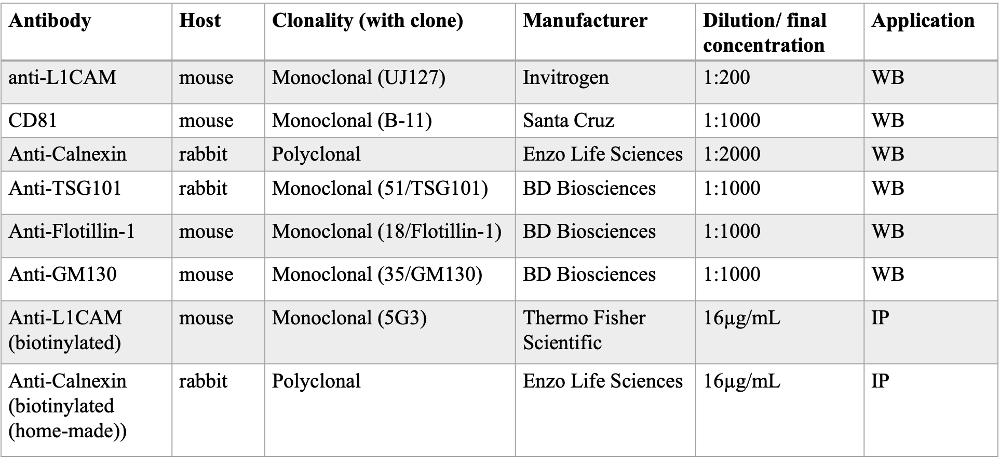 Antibody Host Clonality (with clone) Manufacturer Dilution/ final concentration Application
anti-L1CAM mouse Monoclonal (UJ127) Invitrogen 1:200 WB
CD81 mouse Monoclonal (B-11) Santa Cruz 1:1000 WB
Anti-Calnexin rabbit Polyclonal Enzo Life Sciences 1:2000 WB
Anti-TSG101 rabbit Monoclonal (51/TSG101) BD Biosciences 1:1000 WB
Anti-Flotillin-1 mouse Monoclonal (18/Flotillin-1) BD Biosciences 1:1000 WB
Anti-GM130 mouse Monoclonal (35/GM130) BD Biosciences 1:1000 WB
Anti-L1CAM (biotinylated) mouse Monoclonal (5G3) Thermo Fisher Scientific 16µg/mL IP
Anti-Calnexin (biotinylated (home-made)) rabbit Polyclonal Enzo Life Sciences 16µg/mL IP